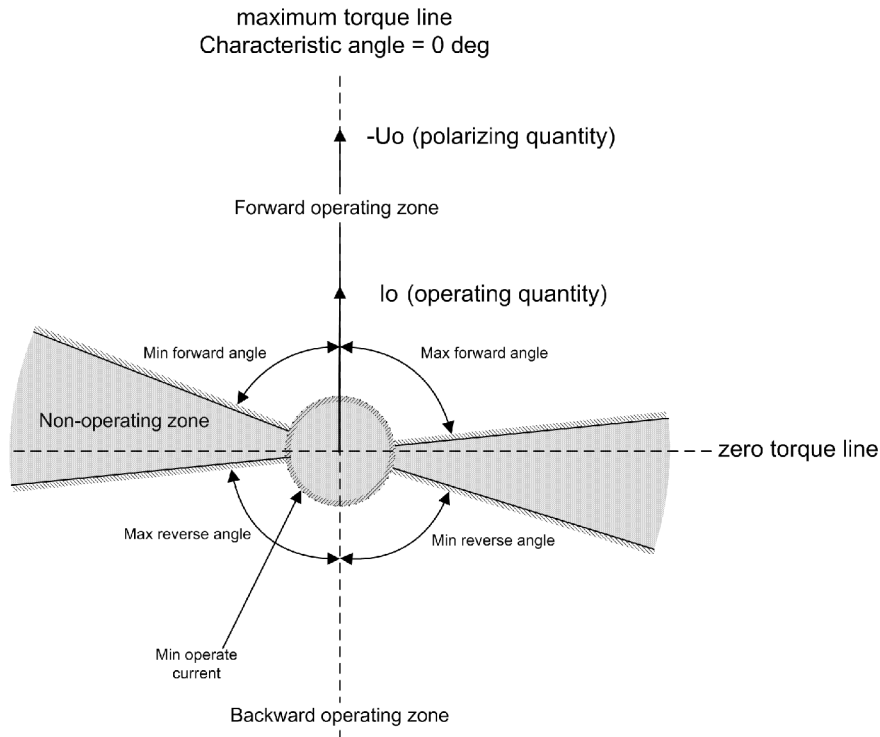 maximum torque line
Characteristic angle = 0 deg
-Uo (polarizing quantity)
Forward operating zone
Io (operating quantity)
Min forward angle
Max forward angle
Non-operating zone
zero torque line
Max reverse angle
Min reverse angle
Min operate
current
Backward operating zone